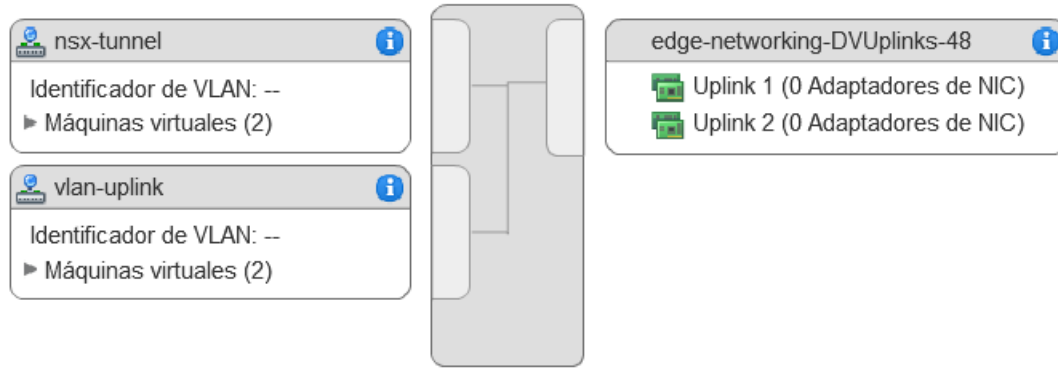 nsx-tunnel
Identificador de VLAN: --
Máquinas virtuales (2)
vlan-uplink
Identificador de VLAN: --
Máquinas virtuales (2)
edge-networking-DVUplinks-48
Uplink 1 (0 Adaptadores de NIC)
Uplink 2 (0 Adaptadores de NIC)